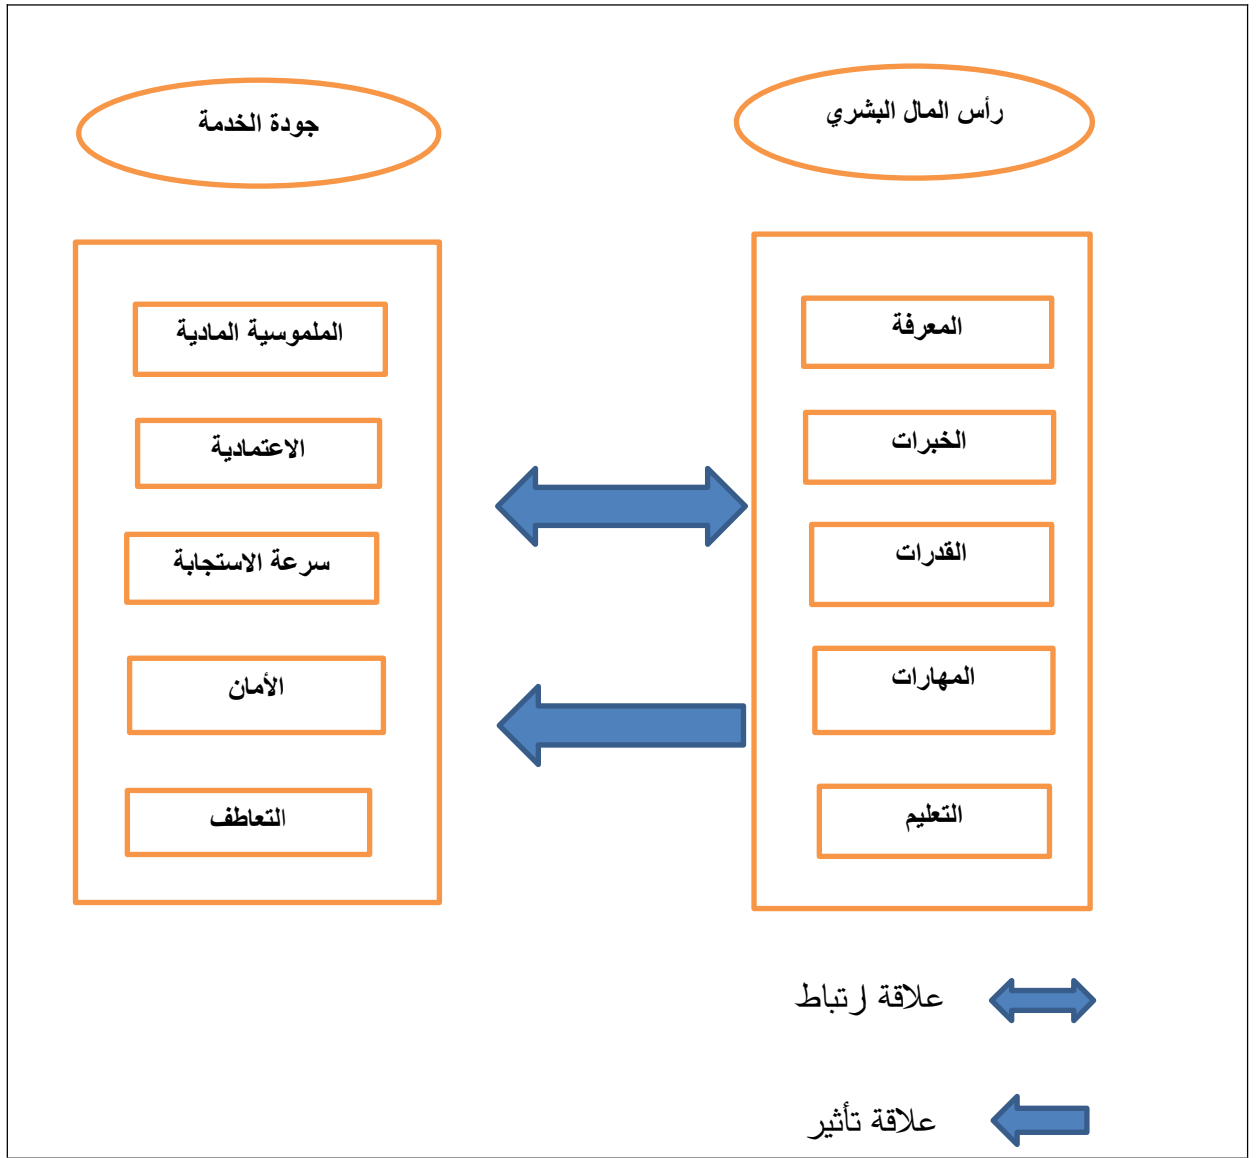 رأس المال البشري
جودة الخدمة
المعرفة
الخبرات
القدرات
المهارات
التعليم
الملموسية المادية
الاعتمادية
سرعة الاستجابة
الأمان
التعاطف
علاقة ارتباط
علاقة تأثير